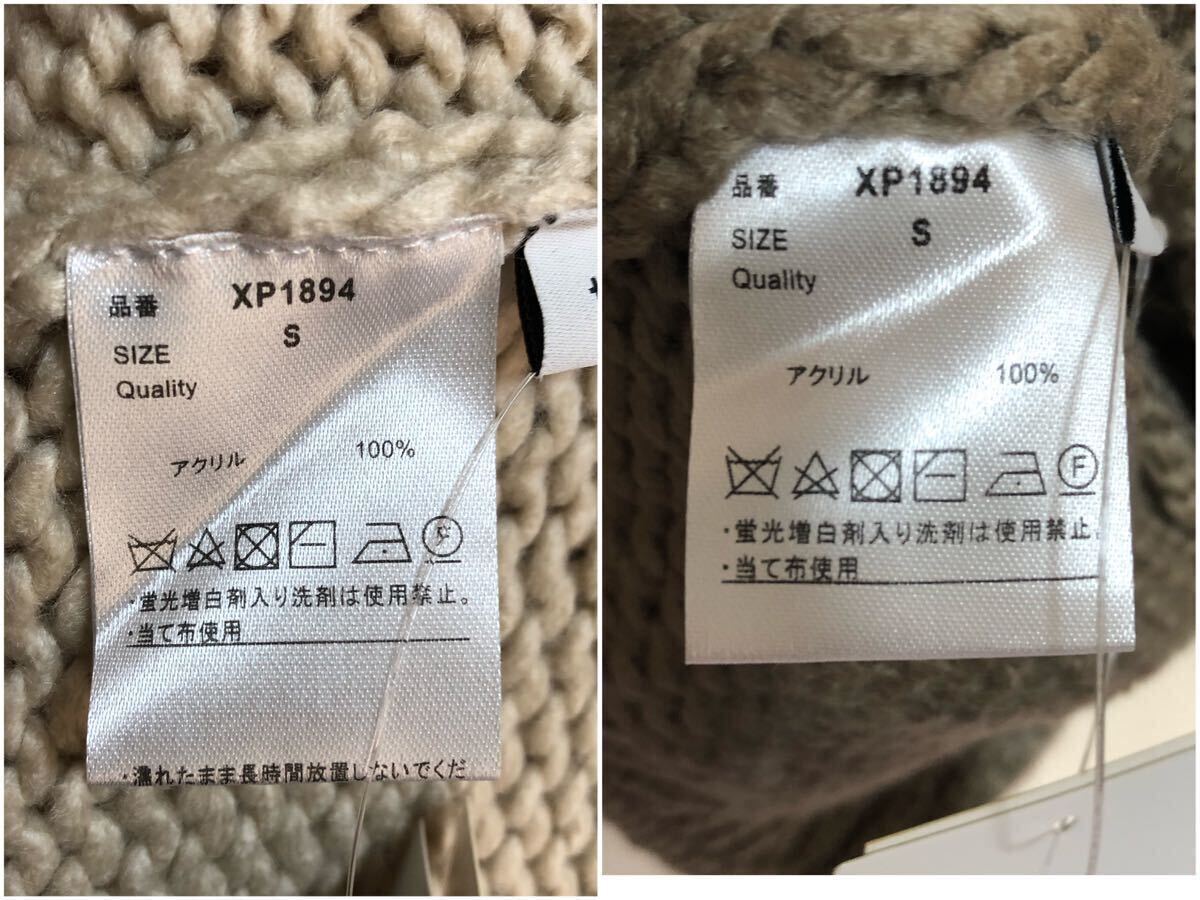 品番 XP1894
SIZE S
Quality
アクリル 100%
・蛍光増白剤入り洗剤は使用禁止。
・当て布使用
・濡れたまま長時間放置しないでくだ
品番 XP1894
SIZE S
Quality
アクリル 100%
F
・蛍光増白剤入り洗剤は使用禁止
・当て布使用